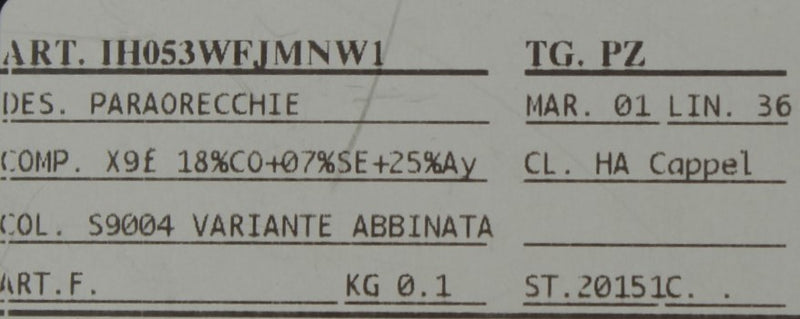 ART. IH053WFJMNW1 TG. PZ
DES. PARAORECCHIE MAR. 01 LIN. 36
COMP. X9£ 18%CO+07%SE+25%Ay CL. HA Cappel
COL. S9004 VARIANTE ABBINATA
ART.F. KG 0.1 ST.20151C. .